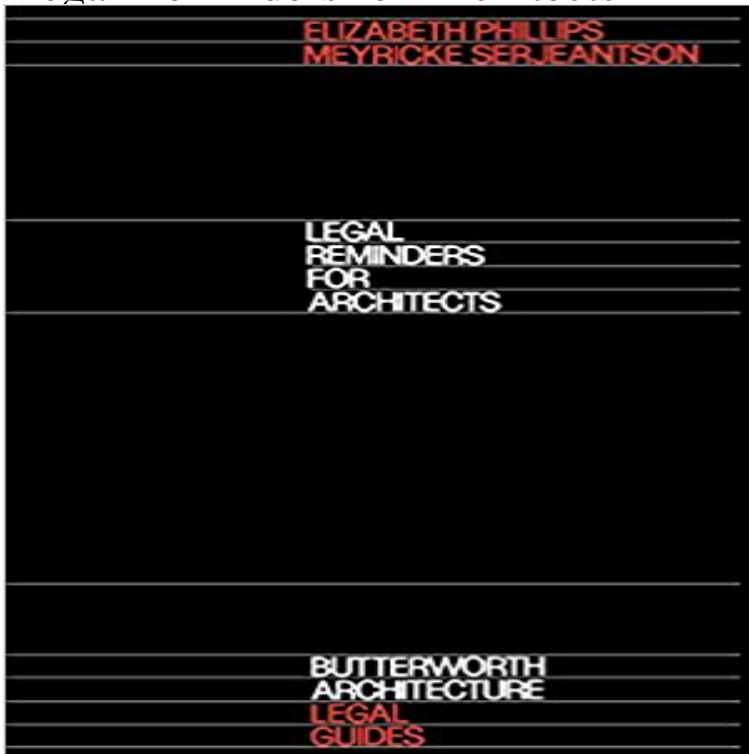 ELIZABETH PHILLIPS
MEYRICKE SERJEANTSON
LEGAL
REMINDERS
FOR
ARCHITECTS
BUTTERWORTH
ARCHITECTURE
LEGAL
GUIDES